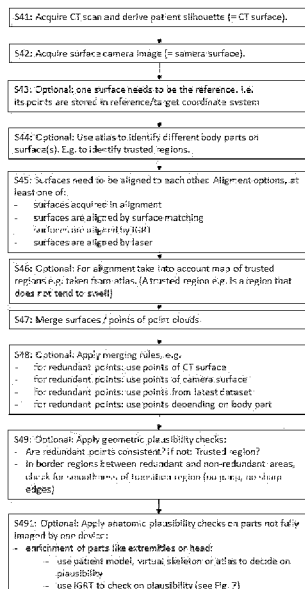 S41: Acquire CT scan and derive patient silhouette (= CT surface).
S42: Acquire surface camera image (= camera surface).
S43: Optional: one surface needs to be the reference, i.e.
its points are stored in reference/target coordinate system
S44: Optional: Use atlas to identify different body parts on
surface(s). E.g. to identify trusted regions.
S45: Surfaces need to be aligned to each other. Alignment options, at
least one of:
- surfaces acquired in alignment
- surfaces are aligned by surface matching
- surfaces are aligned by IGRT
- surfaces are aligned by laser
S46: Optional: For alignment take into account map of trusted
regions e.g. taken from atlas. (A trusted region e.g. is a region that
does not tend to swell)
S47: Merge surfaces / points of point clouds
S48: Optional: Apply merging rules, e.g.
- for redundant points: use points of CT surface
- for redundant points: use points of camera surface
- for redundant points: use points from latest dataset
- for redundant points: use points depending on body part
S49: Optional: Apply geometric plausibility checks:
- Are redundant points consistent? if not: Trusted region?
- in border regions between redundant and non-redundant areas,
check for smoothness of transition region (no gap, no sharp
edges)
S491: Optional: Apply anatomic plausibility checks on parts not fully
imaged by one device:
- enrichment of parts like extremities or head:
- use patient model, virtual skeleton or atlas to decide on
plausibility
- use IGRT to check on plausibility (see Fig. 7)